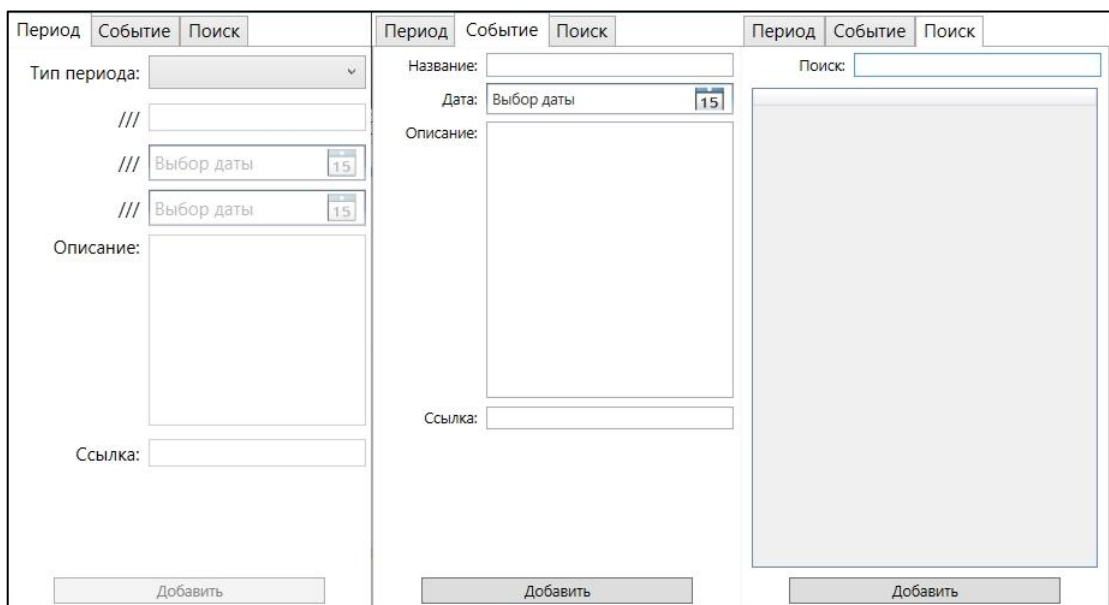 Период Событие Поиск
Тип периода:
///
/// Выбор даты 15
/// Выбор даты 15
Описание:
Ссылка:
Добавить
Период Событие Поиск
Название:
Дата: Выбор даты 15
Описание:
Ссылка:
Добавить
Период Событие Поиск
Поиск:
Добавить